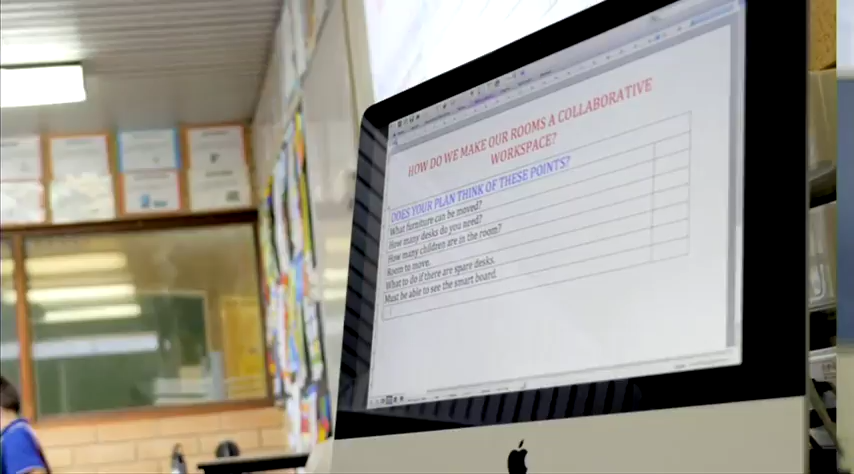 HOW DO WE MAKE OUR ROOMS A COLLABORATIVE
WORKSPACE?
DOES YOUR PLAN THINK OF THESE POINTS?
What furniture can be moved?
How many desks do you need?
How many children are in the room?
Room to move.
What to do if there are spare desks.
Must be able to see the smart board.